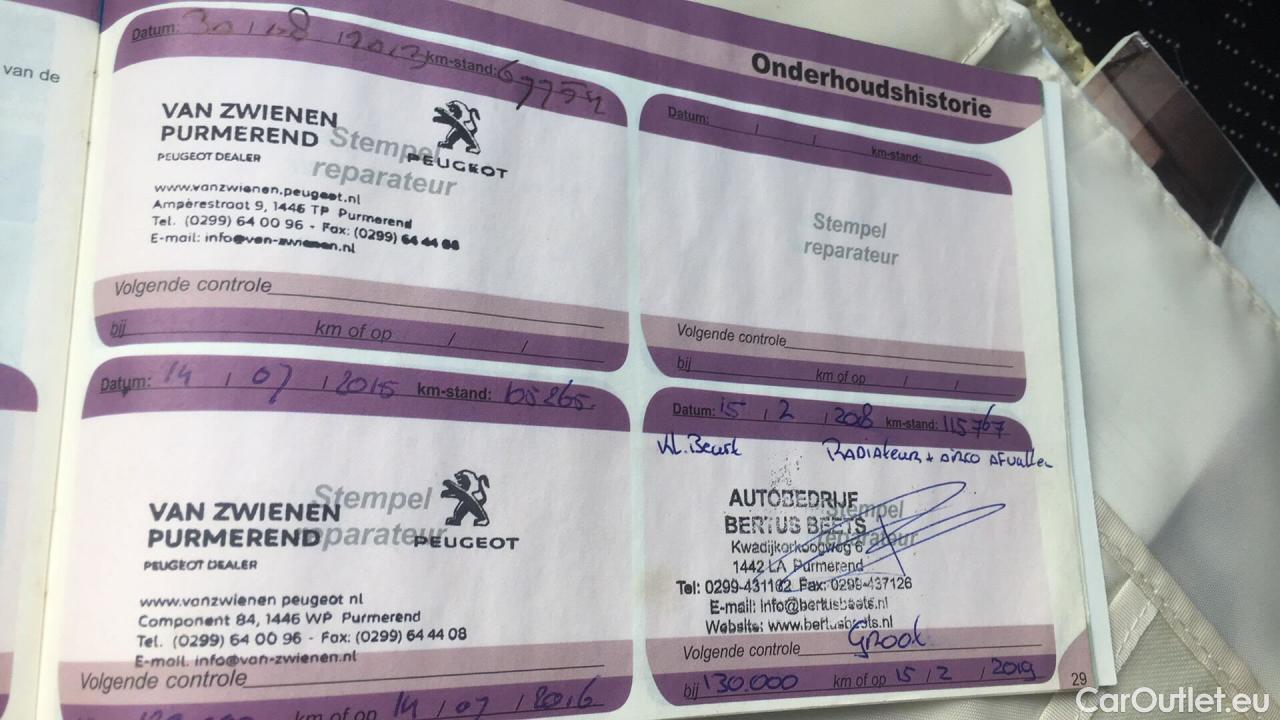 van de
Onderhoudshistorie
Datum: 30 / 08 / 2013 km-stand:
VAN ZWIENEN
PURMEREND
PEUGEOT DEALER
PEUGEOT
Stempel
reparateur
www.vanzwienen.peugeot.nl
Ampèrestraat 9, 1446 TP Purmerend
Tel. (0299) 64 00 96 - Fax: (0299) 64 44 08
E-mail: info@van-zwienen.nl
Volgende controle
bij km of op / /
Datum: / / km-stand:
Stempel
reparateur
Volgende controle
bij km of op / /
Datum: 14 / 07 / 2015 km-stand: 105265.
Stempel
reparateur
VAN ZWIENEN
PURMEREND
PEUGEOT DEALER
PEUGEOT
www.vanzwienen peugeot nl
Component 84, 1446 WP Purmerend
Tel. (0299) 64 00 96 - Fax: (0299) 64 44 08
E-mail. info@van-zwienen.nl
Volgende controle
km of op 14 / 07 / 2016
Datum: 15 / 2 / 2018 km-stand: 115767
kl. Beurt RADIATEUR + AIRCO AFVULLEN
Stempel
reparateur
AUTOBEDRIJF
BERTUS BEETS
Kwadijkerkoogweg 6
1442 LA Purmerend
Tel: 0299-431102 Fax: 0299-437126
E-mail: info@bertusbeets.nl
Website: www.bertusbeets.nl
Volgende controle Groot
bij 130.000 km of op 15 / 2 / 2019
29
CarOutlet.eu